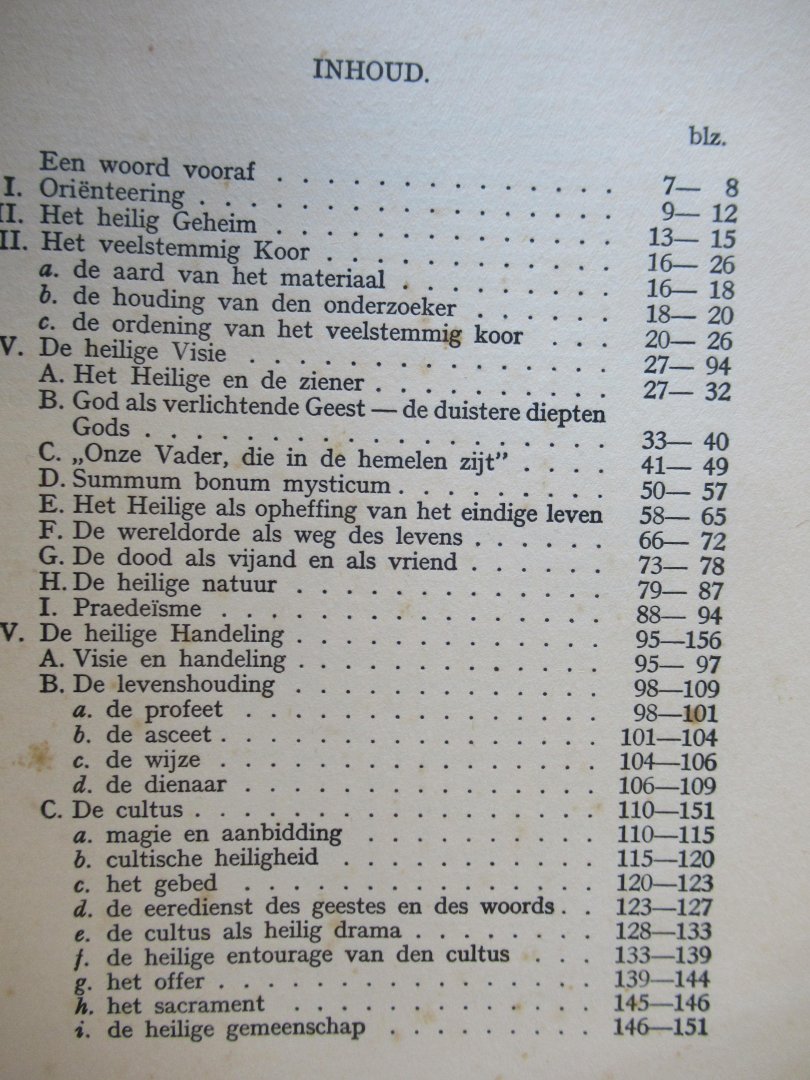 INHOUD.
blz.
Een woord vooraf . . . . . . . . . . . . . . 7— 8
I. Oriënteering . . . . . . . . . . . . . . . . . 9— 12
II. Het heilig Geheim . . . . . . . . . . . . . . 13— 15
II. Het veelstemmig Koor . . . . . . . . . . . . 16— 26
a. de aard van het materiaal . . . . . . . . . 16— 18
b. de houding van den onderzoeker . . . . . . 18— 20
c. de ordening van het veelstemmig koor . . . 20— 26
V. De heilige Visie . . . . . . . . . . . . . . . 27— 94
A. Het Heilige en de ziener . . . . . . . . . . 27— 32
B. God als verlichtende Geest — de duistere diepten
Gods . . . . . . . . . . . . . . . . . . . 33— 40
C. „Onze Vader, die in de hemelen zijt” . . . . 41— 49
D. Summum bonum mysticum . . . . . . . . . 50— 57
E. Het Heilige als opheffing van het eindige leven 58— 65
F. De wereldorde als weg des levens . . . . . . 66— 72
G. De dood als vijand en als vriend . . . . . . 73— 78
H. De heilige natuur . . . . . . . . . . . . . 79— 87
I. Praedeïsme . . . . . . . . . . . . . . . . 88— 94
V. De heilige Handeling . . . . . . . . . . . . . 95—156
A. Visie en handeling . . . . . . . . . . . . . 95— 97
B. De levenshouding . . . . . . . . . . . . . 98—109
a. de profeet . . . . . . . . . . . . . . . 98—101
b. de asceet . . . . . . . . . . . . . . . . 101—104
c. de wijze . . . . . . . . . . . . . . . . 104—106
d. de dienaar . . . . . . . . . . . . . . . 106—109
C. De cultus . . . . . . . . . . . . . . . . . 110—151
a. magie en aanbidding . . . . . . . . . . 110—115
b. cultische heiligheid . . . . . . . . . . . 115—120
c. het gebed . . . . . . . . . . . . . . . 120—123
d. de eeredienst des geestes en des woords . . 123—127
e. de cultus als heilig drama . . . . . . . . 128—133
f. de heilige entourage van den cultus . . . 133—139
g. het offer . . . . . . . . . . . . . . . . 139—144
h. het sacrament . . . . . . . . . . . . . 145—146
i. de heilige gemeenschap . . . . . . . . . 146—151